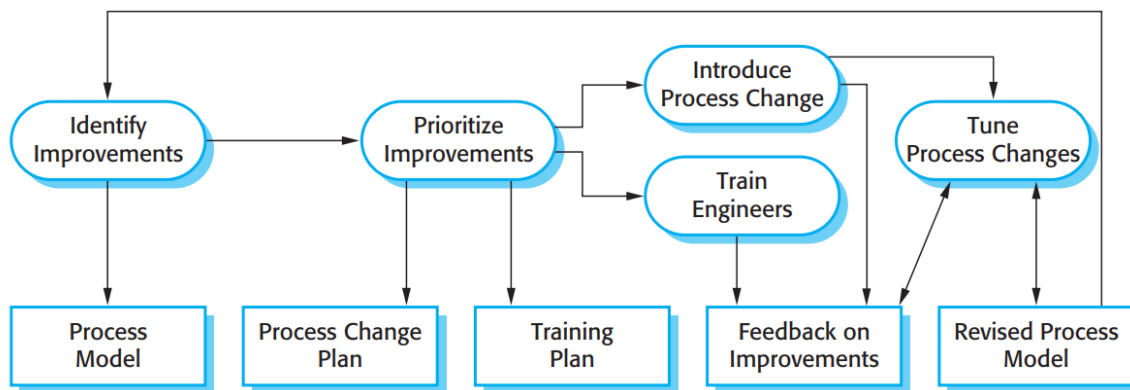 Identify
Improvements
Prioritize
Improvements
Introduce
Process Change
Train
Engineers
Tune
Process Changes
Process
Model
Process Change
Plan
Training
Plan
Feedback on
Improvements
Revised Process
Model